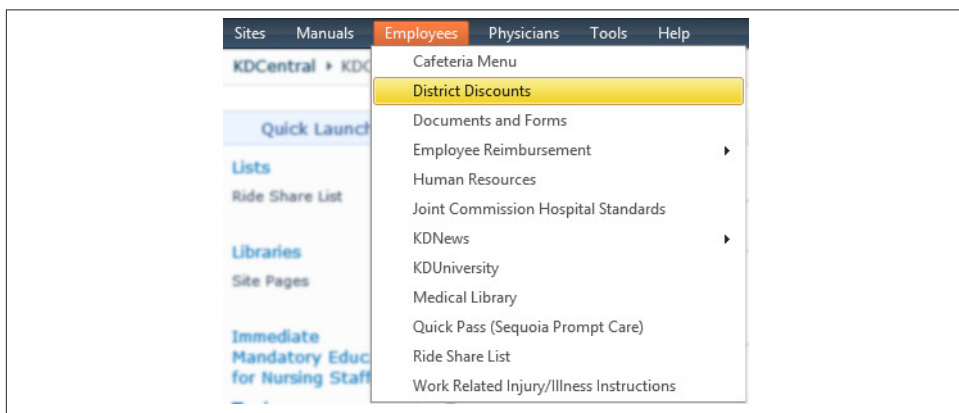 Sites Manuals Employees Physicians Tools Help
KDCentral ▸ KDC
Cafeteria Menu
District Discounts
Documents and Forms
Employee Reimbursement
Human Resources
Joint Commission Hospital Standards
KDNews
KDUniversity
Medical Library
Quick Pass (Sequoia Prompt Care)
Ride Share List
Work Related Injury/Illness Instructions
Quick Launch
Lists
Ride Share List
Libraries
Site Pages
Immediate
Mandatory Educ
for Nursing Staff